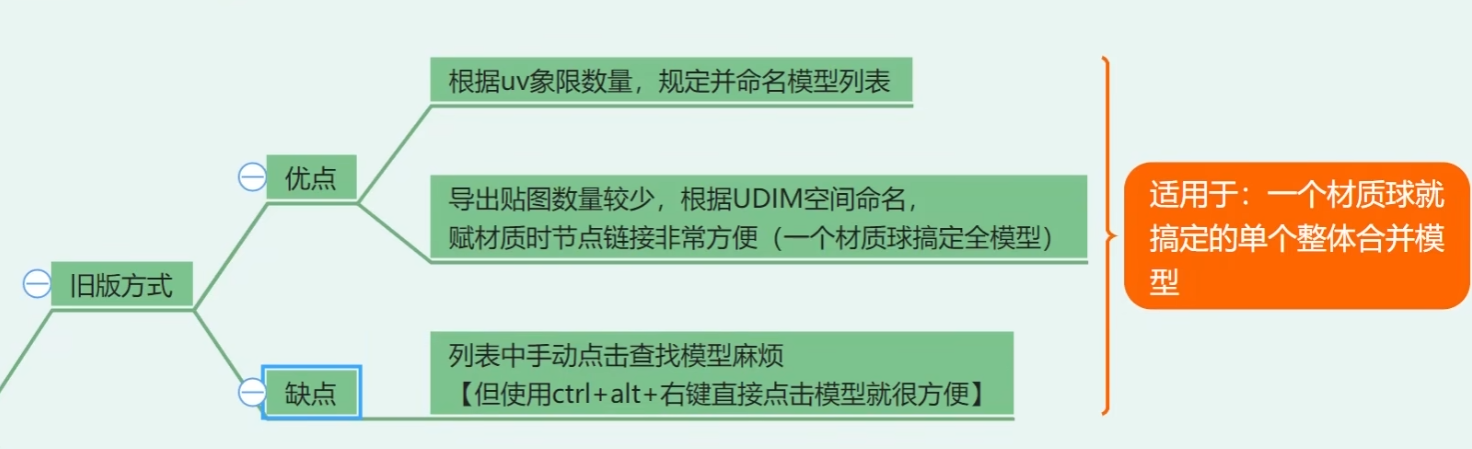 根据uv象限数量，规定并命名模型列表
优点
导出贴图数量较少，根据UDIM空间命名，
赋材质时节点链接非常方便（一个材质球搞定全模型）
适用于：一个材质球就
搞定的单个整体合并模
型
旧版方式
列表中手动点击查找模型麻烦
【但使用ctrl+alt+右键直接点击模型就很方便】
缺点